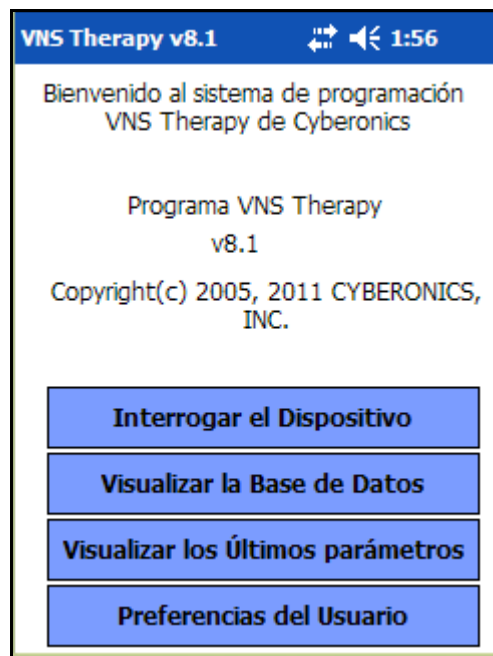 VNS Therapy v8.1 1:56
Bienvenido al sistema de programación
VNS Therapy de Cyberonics
Programa VNS Therapy
v8.1
Copyright(c) 2005, 2011 CYBERONICS,
INC.
Interrogar el Dispositivo
Visualizar la Base de Datos
Visualizar los Últimos parámetros
Preferencias del Usuario